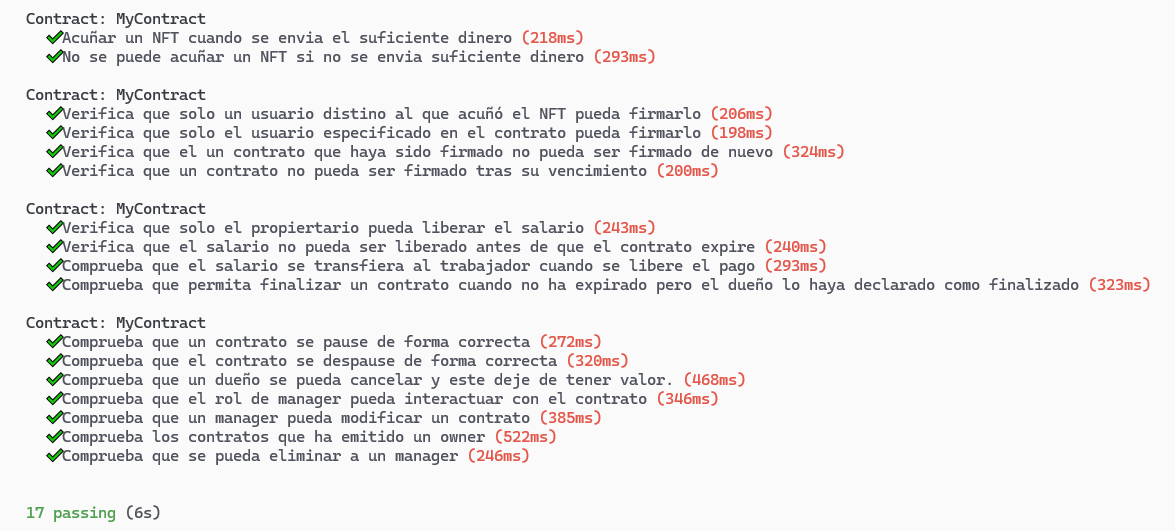 Contract: MyContract
✔Acuñar un NFT cuando se envia el suficiente dinero (218ms)
✔No se puede acuñar un NFT si no se envia suficiente dinero (293ms)
Contract: MyContract
✔Verifica que solo un usuario distino al que acuñó el NFT pueda firmarlo (206ms)
✔Verifica que solo el usuario especificado en el contrato pueda firmarlo (198ms)
✔Verifica que el un contrato que haya sido firmado no pueda ser firmado de nuevo (324ms)
✔Verifica que un contrato no pueda ser firmado tras su vencimiento (200ms)
Contract: MyContract
✔Verifica que solo el propiertario pueda liberar el salario (243ms)
✔Verifica que el salario no pueda ser liberado antes de que el contrato expire (240ms)
✔Comprueba que el salario se transfiera al trabajador cuando se libere el pago (293ms)
✔Comprueba que permita finalizar un contrato cuando no ha expirado pero el dueño lo haya declarado como finalizado (323ms)
Contract: MyContract
✔Comprueba que un contrato se pause de forma correcta (272ms)
✔Comprueba que el contrato se despause de forma correcta (320ms)
✔Comprueba que un dueño se pueda cancelar y este deje de tener valor. (468ms)
✔Comprueba que el rol de manager pueda interactuar con el contrato (346ms)
✔Comprueba que un manager pueda modificar un contrato (385ms)
✔Comprueba los contratos que ha emitido un owner (522ms)
✔Comprueba que se pueda eliminar a un manager (246ms)
17 passing (6s)